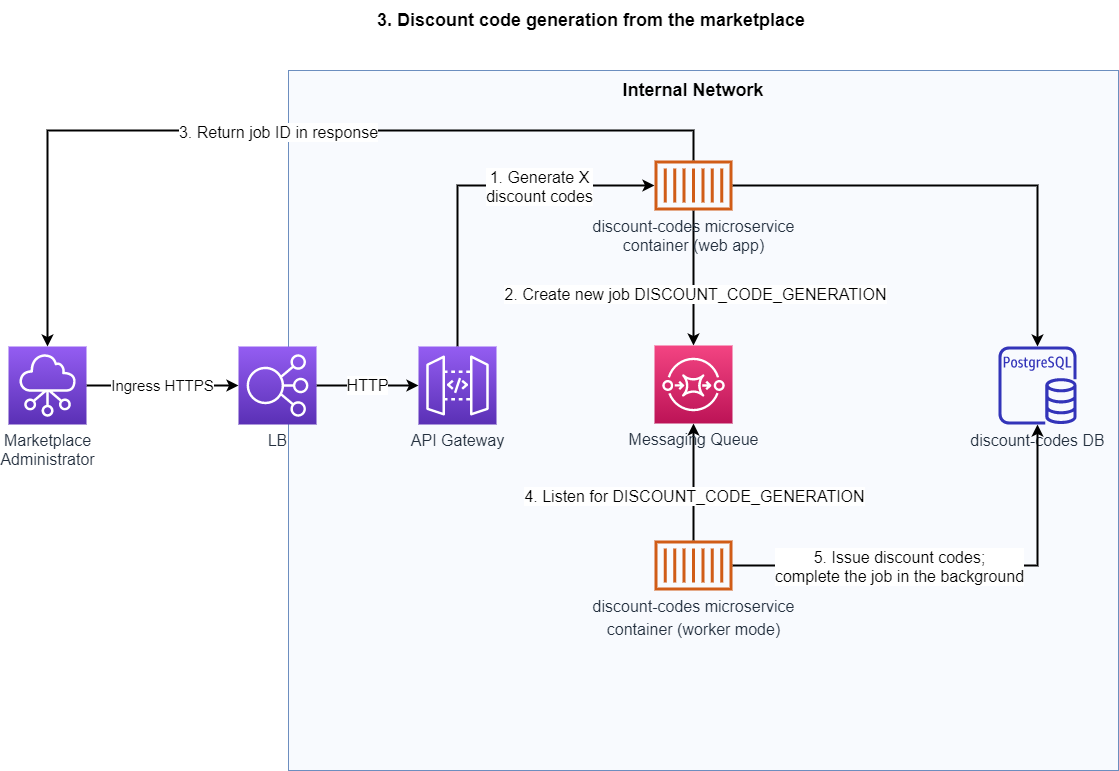 3. Discount code generation from the marketplace
Internal Network
3. Return job ID in response
1. Generate X
discount codes
discount-codes microservice
container (web app)
2. Create new job DISCOUNT_CODE_GENERATION
PostgreSQL
Ingress HTTPS
HTTP
Marketplace
Administrator
LB
API Gateway
Messaging Queue
discount-codes DB
4. Listen for DISCOUNT_CODE_GENERATION
5. Issue discount codes;
complete the job in the background
discount-codes microservice
container (worker mode)